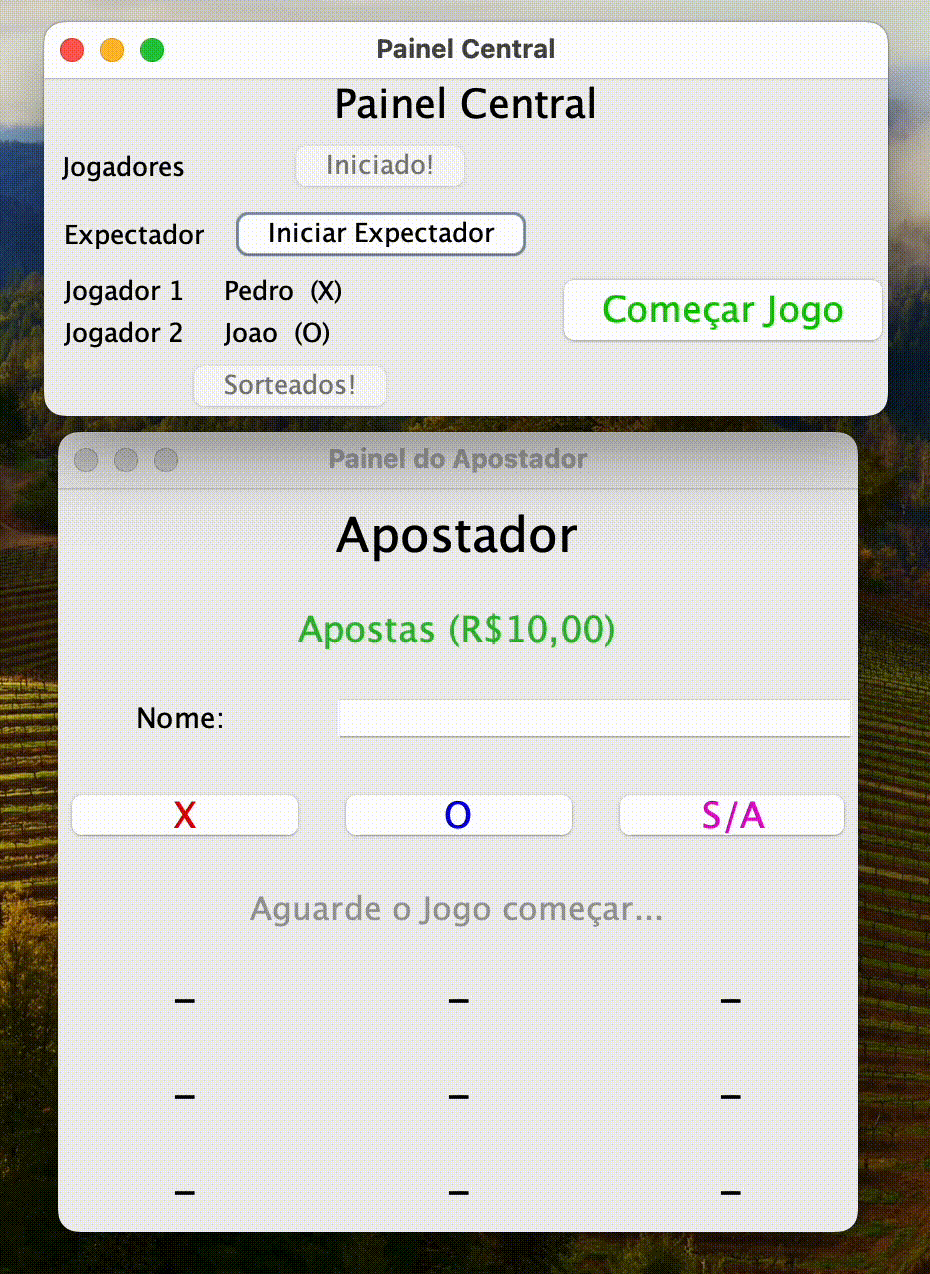 Painel Central
Painel Central
Jogadores Iniciado!
Expectador Iniciar Expectador
Jogador 1 Pedro (X)
Começar Jogo
Jogador 2 Joao (O)
Sorteados!
Painel do Apostador
Apostador
Apostas (R$10,00)
Nome:
X O S/A
Aguarde o Jogo começar...
– – –
– – –
– – –